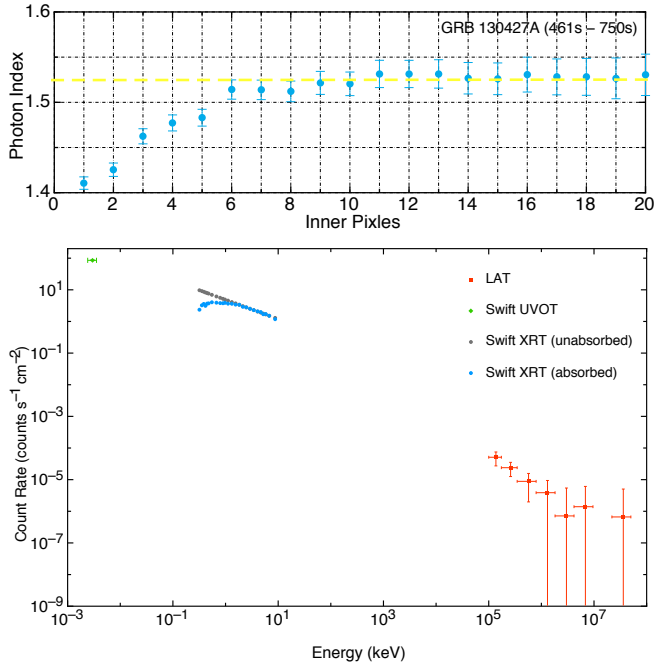 1.6
GRB 130427A (461s − 750s)
1.5
1.4
Photon Index
0 2 4 6 8 10 12 14 16 18 20
Inner Pixles
10¹
10⁻¹
10⁻³
10⁻⁵
10⁻⁷
10⁻⁹
Count Rate (counts s⁻¹ cm⁻²)
LAT
Swift UVOT
Swift XRT (unabsorbed)
Swift XRT (absorbed)
10⁻³ 10⁻¹ 10¹ 10³ 10⁵ 10⁷
Energy (keV)